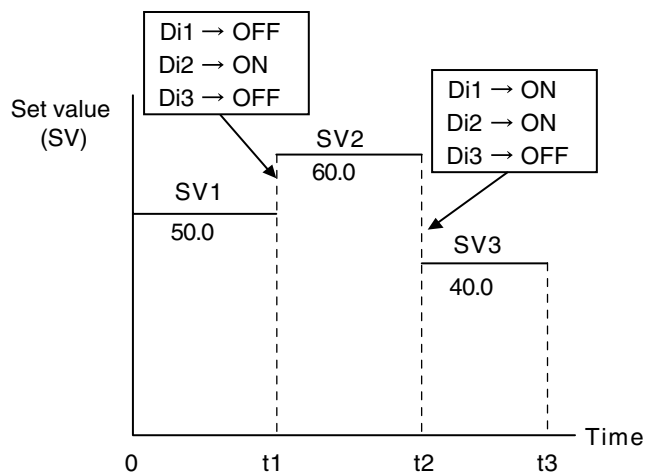 Di1 → OFF
Di2 → ON
Di3 → OFF
Di1 → ON
Di2 → ON
Di3 → OFF
Set value
(SV)
SV2
60.0
SV1
50.0
SV3
40.0
Time
0 t1 t2 t3